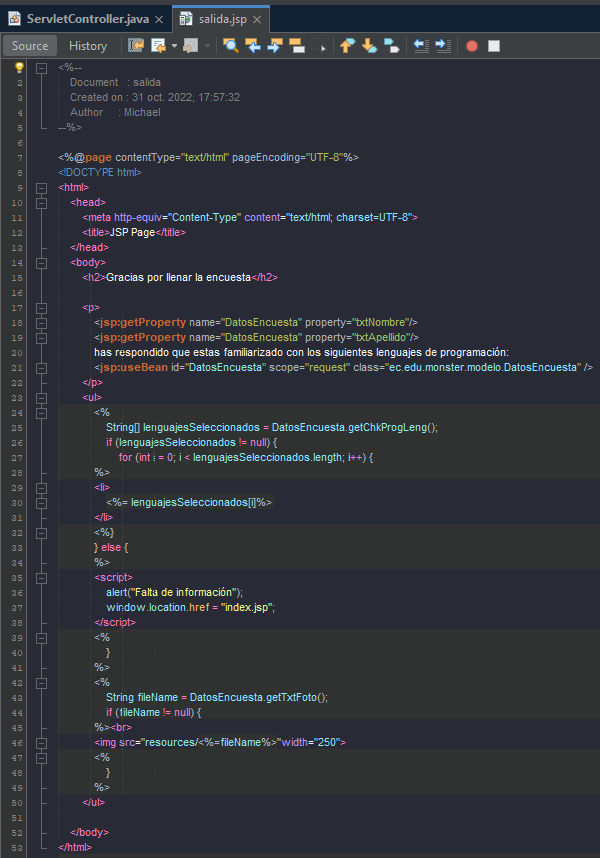 ServletController.java × salida.jsp ×
Source History
1 <%--
2 Document : salida
3 Created on : 31 oct. 2022, 17:57:32
4 Author : Michael
5 --%>
6
7 <%@page contentType="text/html" pageEncoding="UTF-8"%>
8 <!DOCTYPE html>
9 <html>
10 <head>
11 <meta http-equiv="Content-Type" content="text/html; charset=UTF-8">
12 <title>JSP Page</title>
13 </head>
14 <body>
15 <h2>Gracias por llenar la encuesta</h2>
16
17 <p>
18 <jsp:getProperty name="DatosEncuesta" property="txtNombre"/>
19 <jsp:getProperty name="DatosEncuesta" property="txtApellido"/>
20 has respondido que estas familiarizado con los siguientes lenguajes de programación:
21 <jsp:useBean id="DatosEncuesta" scope="request" class="ec.edu.monster.modelo.DatosEncuesta" />
22 </p>
23 <ul>
24 <%
25 String[] lenguajesSeleccionados = DatosEncuesta.getChkProgLeng();
26 if (lenguajesSeleccionados != null) {
27 for (int i = 0; i < lenguajesSeleccionados.length; i++) {
28 %>
29 <li>
30 <%= lenguajesSeleccionados[i]%>
31 </li>
32 <%}
33 } else {
34 %>
35 <script>
36 alert("Falta de información");
37 window.location.href = "index.jsp";
38 </script>
39 <%
40 }
41 %>
42 <%
43 String fileName = DatosEncuesta.getTxtFoto();
44 if (fileName != null) {
45 %><br>
46 <img src="resources/<%=fileName%>"width="250">
47 <%
48 }
49 %>
50 </ul>
51
52 </body>
53 </html>